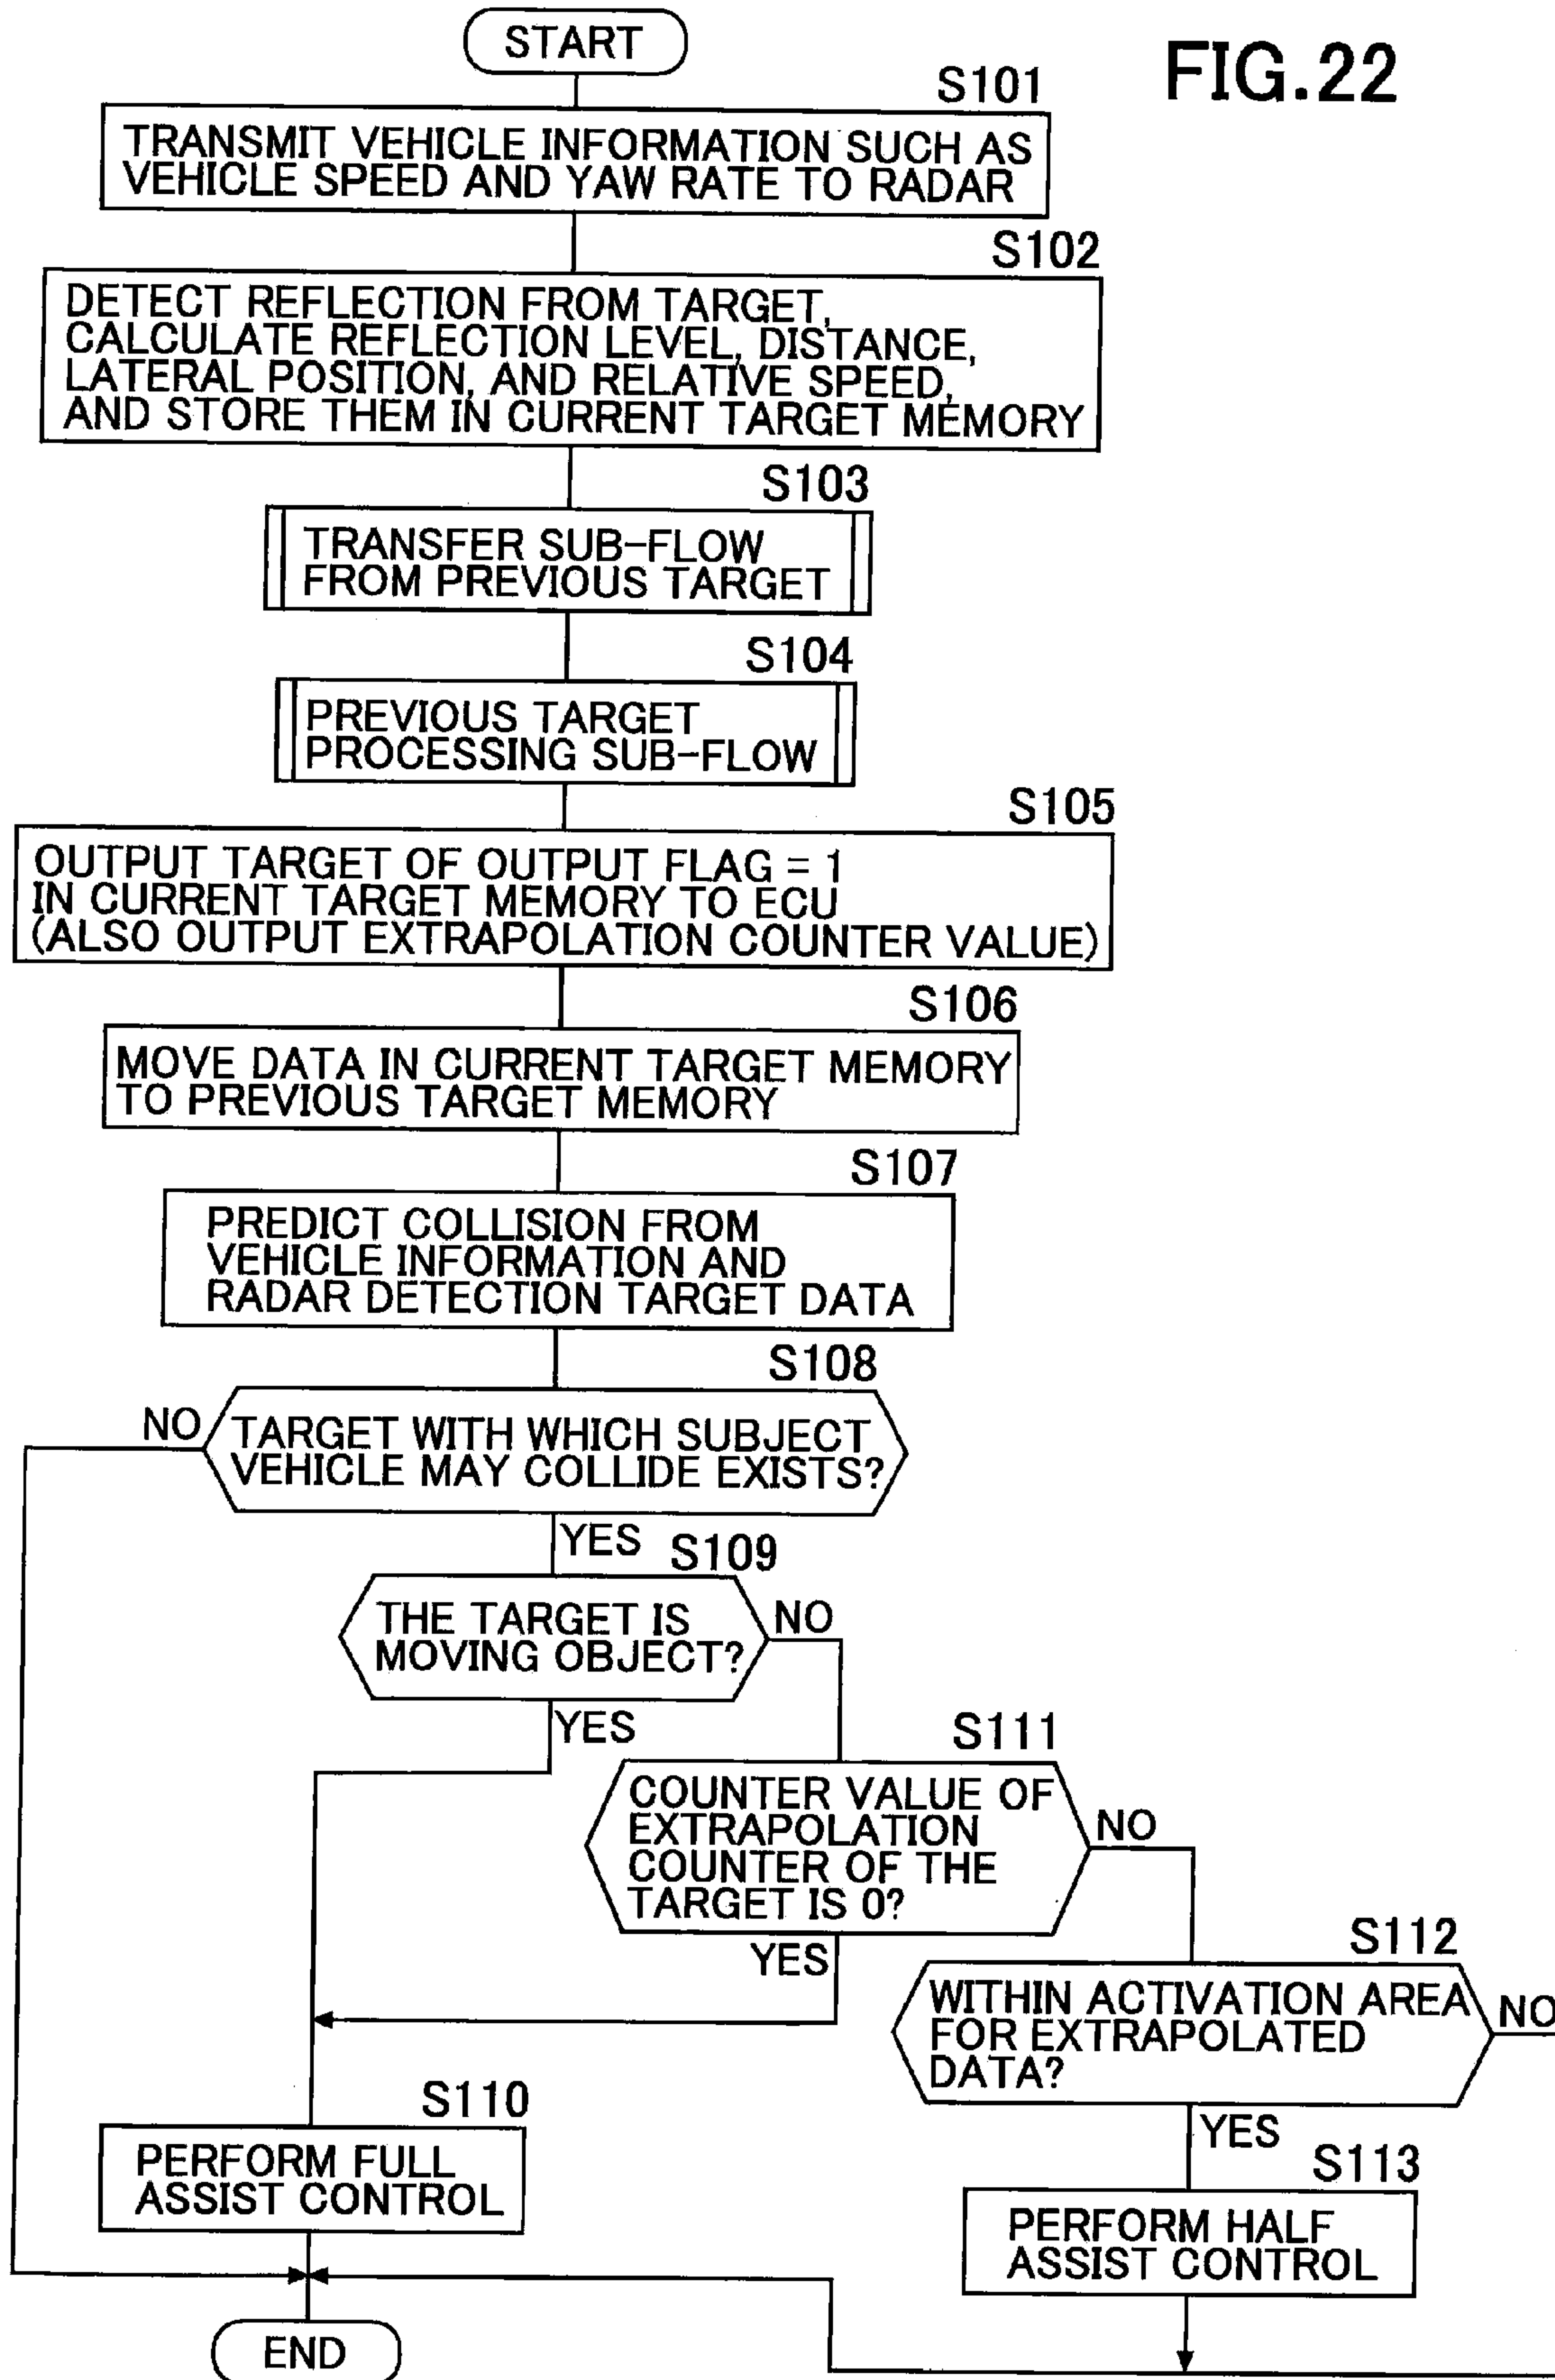 START
FIG.22
S101
TRANSMIT VEHICLE INFORMATION SUCH AS
VEHICLE SPEED AND YAW RATE TO RADAR
S102
DETECT REFLECTION FROM TARGET,
CALCULATE REFLECTION LEVEL, DISTANCE,
LATERAL POSITION, AND RELATIVE SPEED,
AND STORE THEM IN CURRENT TARGET MEMORY
S103
TRANSFER SUB-FLOW
FROM PREVIOUS TARGET
S104
PREVIOUS TARGET
PROCESSING SUB-FLOW
S105
OUTPUT TARGET OF OUTPUT FLAG = 1
IN CURRENT TARGET MEMORY TO ECU
(ALSO OUTPUT EXTRAPOLATION COUNTER VALUE)
S106
MOVE DATA IN CURRENT TARGET MEMORY
TO PREVIOUS TARGET MEMORY
S107
PREDICT COLLISION FROM
VEHICLE INFORMATION AND
RADAR DETECTION TARGET DATA
S108
NO
TARGET WITH WHICH SUBJECT
VEHICLE MAY COLLIDE EXISTS?
YES
S109
THE TARGET IS
MOVING OBJECT?
NO
YES
S111
COUNTER VALUE OF
EXTRAPOLATION
COUNTER OF THE
TARGET IS 0?
NO
YES
S112
WITHIN ACTIVATION AREA
FOR EXTRAPOLATED
DATA?
NO
YES
S110
PERFORM FULL
ASSIST CONTROL
S113
PERFORM HALF
ASSIST CONTROL
END